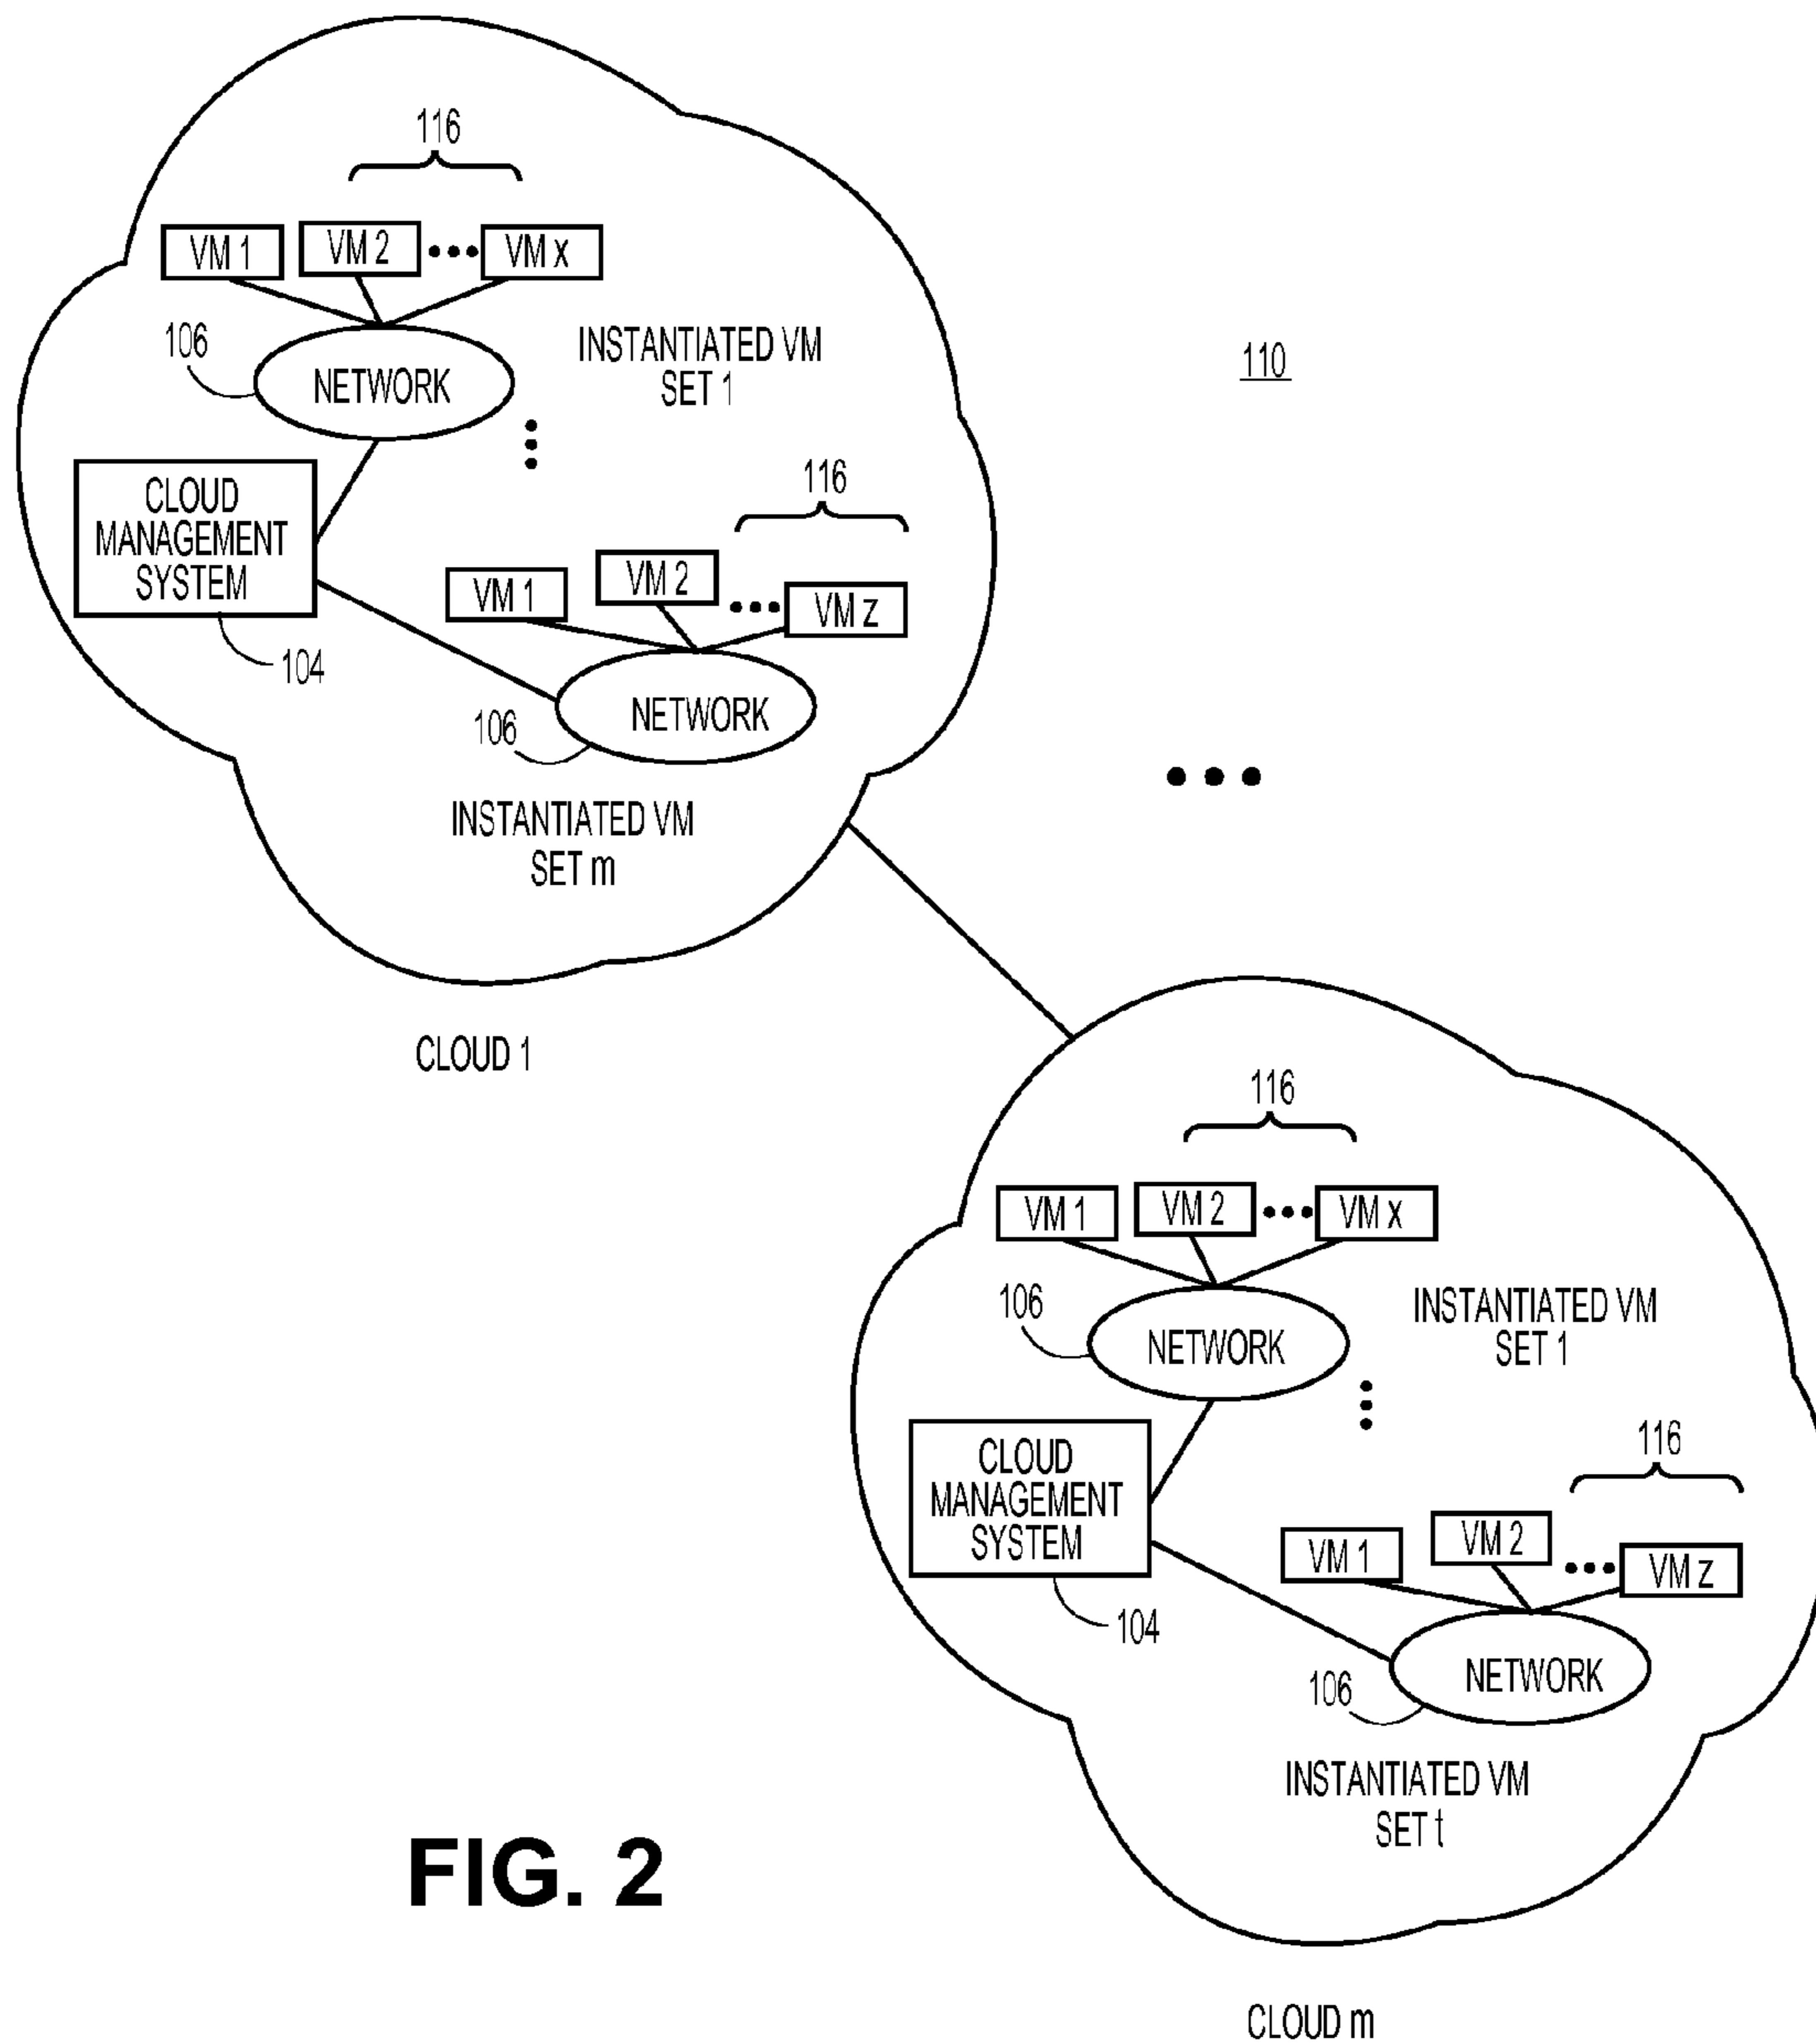 116
VM 1
VM 2
VM x
106
NETWORK
INSTANTIATED VM
SET 1
110
CLOUD
MANAGEMENT
SYSTEM
104
116
VM 1
VM 2
VM z
106
NETWORK
INSTANTIATED VM
SET m
CLOUD 1
116
VM 1
VM 2
VM x
106
NETWORK
INSTANTIATED VM
SET 1
CLOUD
MANAGEMENT
SYSTEM
104
116
VM 1
VM 2
VM z
106
NETWORK
INSTANTIATED VM
SET t
FIG. 2
CLOUD m